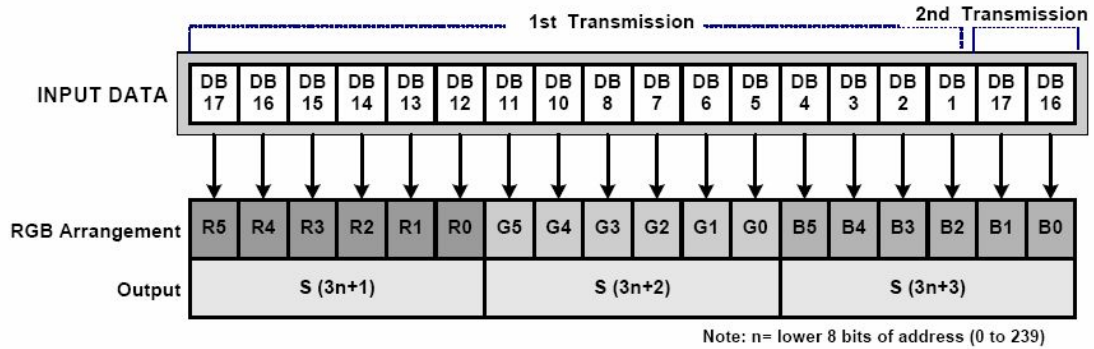 1st Transmission
2nd Transmission
INPUT DATA
DB 17 DB 16 DB 15 DB 14 DB 13 DB 12 DB 11 DB 10 DB 8 DB 7 DB 6 DB 5 DB 4 DB 3 DB 2 DB 1 DB 17 DB 16
RGB Arrangement
R5 R4 R3 R2 R1 R0 G5 G4 G3 G2 G1 G0 B5 B4 B3 B2 B1 B0
Output
S (3n+1) S (3n+2) S (3n+3)
Note: n= lower 8 bits of address (0 to 239)